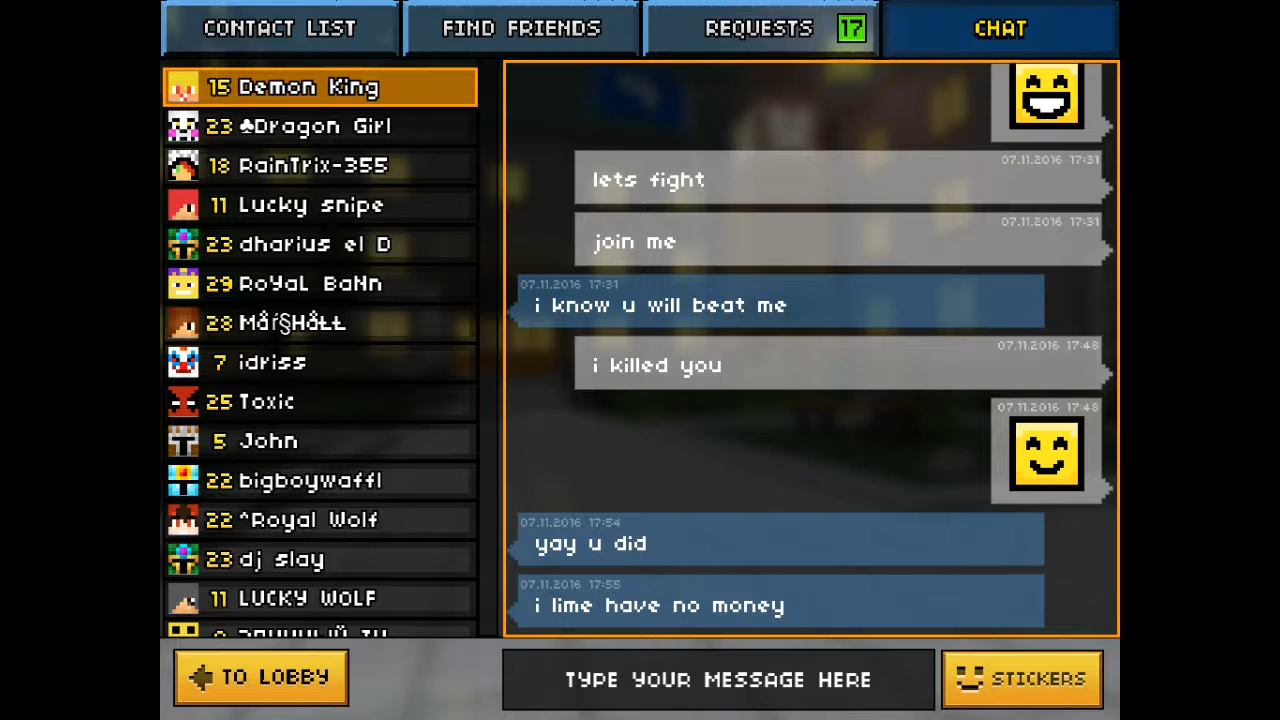 CONTACT LIST
FIND FRIENDS
REQUESTS 17
CHAT
15 Demon King
23 ♣Dragon Girl
18 RainTrix-355
11 Lucky snipe
23 dharius el D
29 RoYaL BaNn
28 Måŕ§HåŁŁ
7 idriss
25 Toxic
5 John
22 bigboywaffl
22 ^Royal Wolf
23 dj slay
11 LUCKY WOLF
07.11.2016 17:31
lets fight
07.11.2016 17:31
join me
07.11.2016 17:31
i know u will beat me
07.11.2016 17:48
i killed you
07.11.2016 17:48
07.11.2016 17:54
yay u did
07.11.2016 17:55
i lime have no money
TO LOBBY
TYPE YOUR MESSAGE HERE
STICKERS